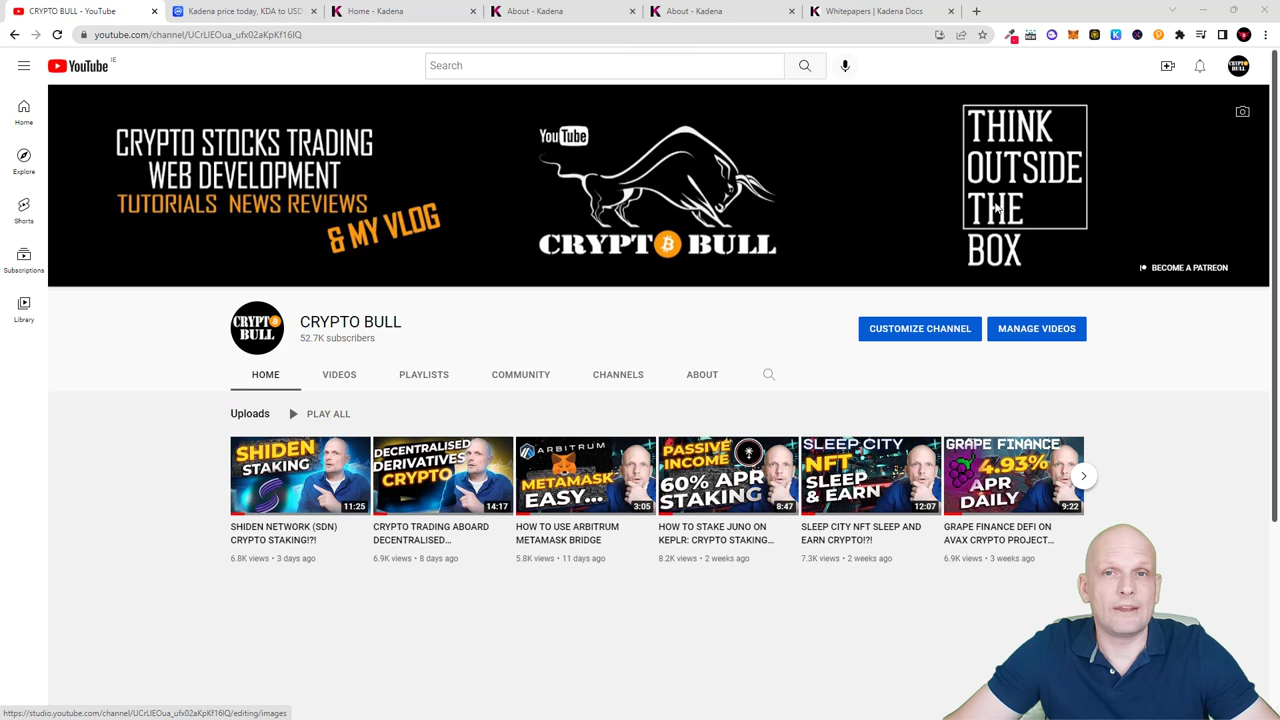 CRYPTO BULL - YouTube
Kadena price today, KDA to USD
Home - Kadena
About - Kadena
About - Kadena
Whitepapers | Kadena Docs
youtube.com/channel/UCrLlEOua_ufx02aKpKf16lQ
YouTube IE
Search
Home
Explore
Shorts
Subscriptions
Library
CRYPTO STOCKS TRADING
WEB DEVELOPMENT
TUTORIALS NEWS REVIEWS
& MY VLOG
YouTube
CRYPTO BULL
THINK
OUTSIDE
THE
BOX
BECOME A PATREON
CRYPTO BULL
CRYPTO BULL
52.7K subscribers
CUSTOMIZE CHANNEL
MANAGE VIDEOS
HOME VIDEOS PLAYLISTS COMMUNITY CHANNELS ABOUT
Uploads PLAY ALL
SHIDEN
STAKING
11:25
SHIDEN NETWORK (SDN)
CRYPTO STAKING!?!
6.8K views • 3 days ago
DECENTRALISED
DERIVATIVES
CRYPTO
14:17
CRYPTO TRADING ABOARD
DECENTRALISED...
6.9K views • 8 days ago
ARBITRUM
METAMASK
EASY...
3:05
HOW TO USE ARBITRUM
METAMASK BRIDGE
5.8K views • 11 days ago
PASSIVE
INCOME
60% APR
STAKING
8:47
HOW TO STAKE JUNO ON
KEPLR: CRYPTO STAKING...
8.2K views • 2 weeks ago
SLEEP CITY
NFT
SLEEP
& EARN
12:07
SLEEP CITY NFT SLEEP AND
EARN CRYPTO!?!
7.3K views • 2 weeks ago
GRAPE FINANCE
4.93%
APR
DAILY
9:22
GRAPE FINANCE DEFI ON
AVAX CRYPTO PROJECT...
6.9K views • 3 weeks ago
https://studio.youtube.com/channel/UCrLlEOua_ufx02aKpKf16lQ/editing/images